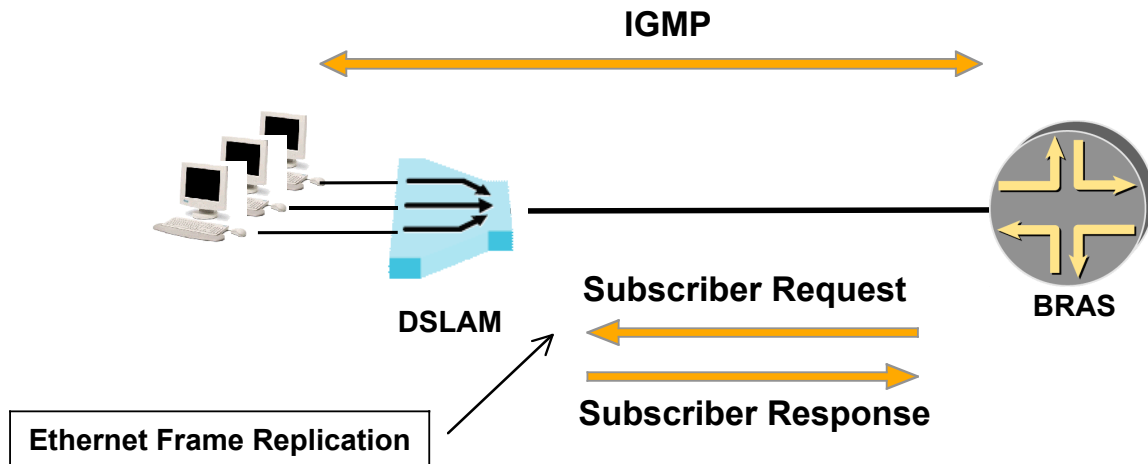 IGMP
DSLAM
Subscriber Request
BRAS
Subscriber Response
Ethernet Frame Replication